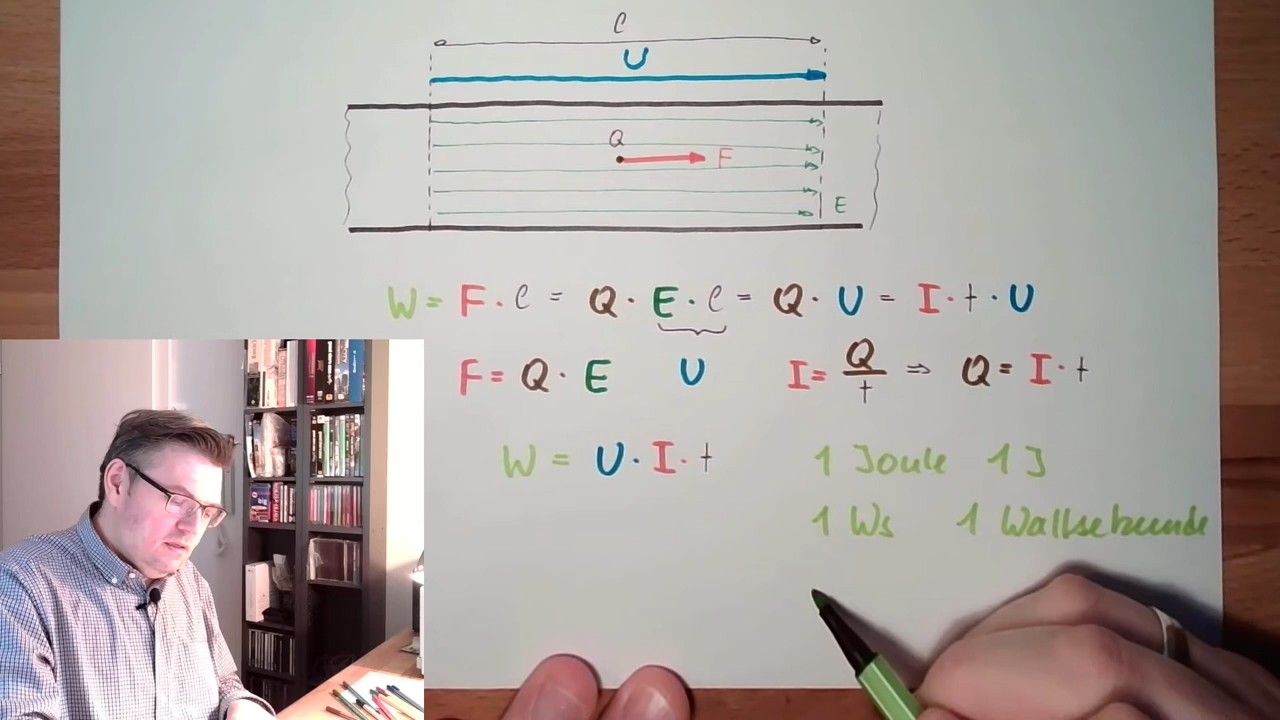 ℓ
U
Q
F
E
W = F · ℓ = Q · E · ℓ = Q · U = I · t · U
F = Q · E U I = Q/t ⇒ Q = I · t
W = U · I · t 1 Joule 1 J
1 Ws 1 Wattsekunde